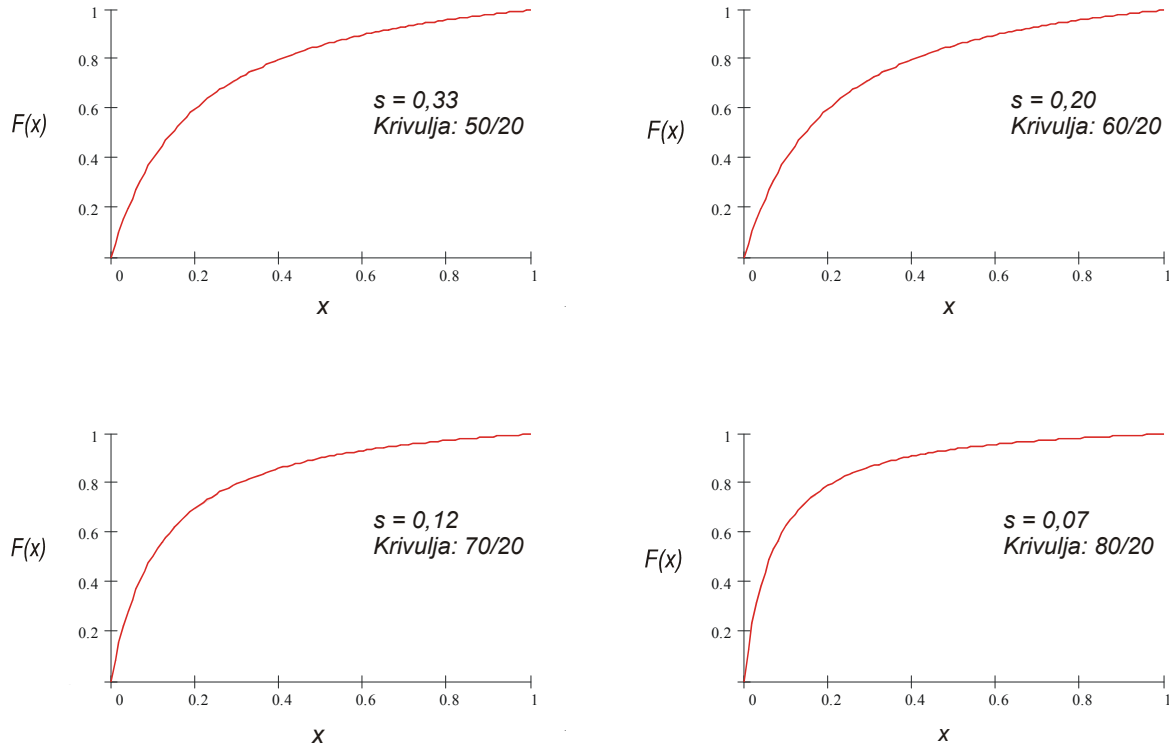 1
0.8
0.6
0.4
0.2
F(x)
s = 0,33
Krivulja: 50/20
0 0.2 0.4 0.6 0.8 1
x
1
0.8
0.6
0.4
0.2
F(x)
s = 0,20
Krivulja: 60/20
0 0.2 0.4 0.6 0.8 1
x
1
0.8
0.6
0.4
0.2
F(x)
s = 0,12
Krivulja: 70/20
0 0.2 0.4 0.6 0.8 1
x
1
0.8
0.6
0.4
0.2
F(x)
s = 0,07
Krivulja: 80/20
0 0.2 0.4 0.6 0.8 1
x